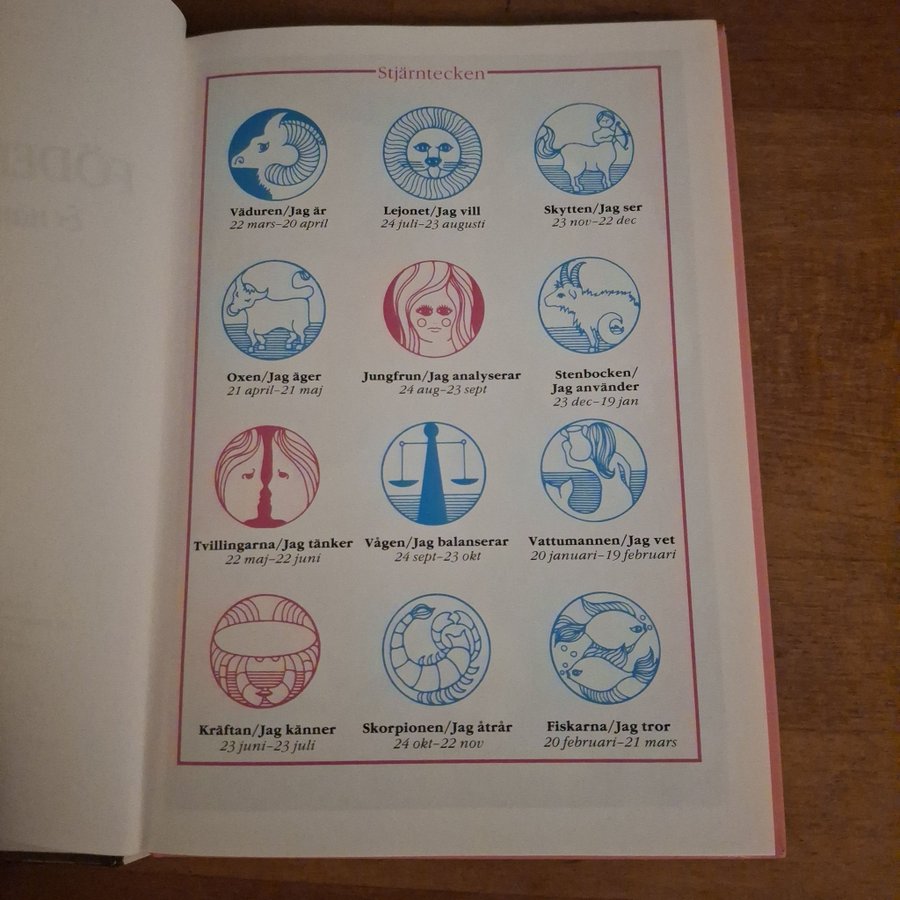 Stjärntecken
Väduren/Jag är
22 mars–20 april
Lejonet/Jag vill
24 juli–23 augusti
Skytten/Jag ser
23 nov–22 dec
Oxen/Jag äger
21 april–21 maj
Jungfrun/Jag analyserar
24 aug–23 sept
Stenbocken/
Jag använder
23 dec–19 jan
Tvillingarna/Jag tänker
22 maj–22 juni
Vågen/Jag balanserar
24 sept–23 okt
Vattumannen/Jag vet
20 januari–19 februari
Kräftan/Jag känner
23 juni–23 juli
Skorpionen/Jag åtrår
24 okt–22 nov
Fiskarna/Jag tror
20 februari–21 mars